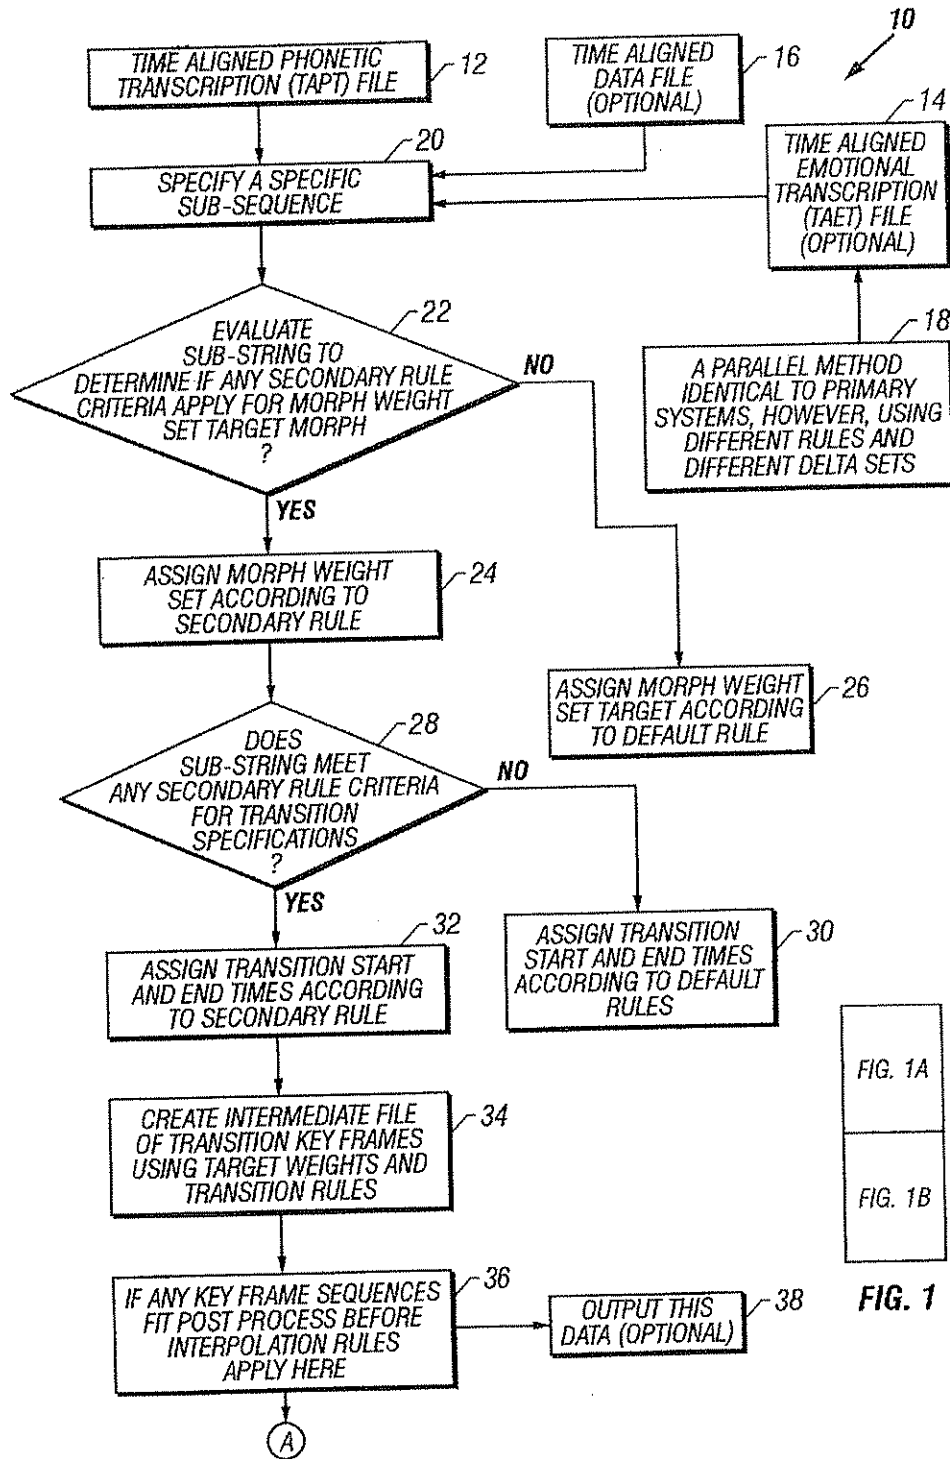 10
TIME ALIGNED PHONETIC
TRANSCRIPTION (TAPT) FILE
12
TIME ALIGNED
DATA FILE
(OPTIONAL)
16
14
TIME ALIGNED
EMOTIONAL
TRANSCRIPTION
(TAET) FILE
(OPTIONAL)
20
SPECIFY A SPECIFIC
SUB-SEQUENCE
18
A PARALLEL METHOD
IDENTICAL TO PRIMARY
SYSTEMS, HOWEVER, USING
DIFFERENT RULES AND
DIFFERENT DELTA SETS
22
EVALUATE
SUB-STRING TO
DETERMINE IF ANY SECONDARY RULE
CRITERIA APPLY FOR MORPH WEIGHT
SET TARGET MORPH
?
NO
YES
ASSIGN MORPH WEIGHT
SET ACCORDING TO
SECONDARY RULE
24
ASSIGN MORPH WEIGHT
SET TARGET ACCORDING
TO DEFAULT RULE
26
28
DOES
SUB-STRING MEET
ANY SECONDARY RULE CRITERIA
FOR TRANSITION
SPECIFICATIONS
?
NO
YES
32
ASSIGN TRANSITION START
AND END TIMES ACCORDING
TO SECONDARY RULE
ASSIGN TRANSITION
START AND END TIMES
ACCORDING TO DEFAULT
RULES
30
CREATE INTERMEDIATE FILE
OF TRANSITION KEY FRAMES
USING TARGET WEIGHTS AND
TRANSITION RULES
34
FIG. 1A
FIG. 1B
FIG. 1
IF ANY KEY FRAME SEQUENCES
FIT POST PROCESS BEFORE
INTERPOLATION RULES
APPLY HERE
36
OUTPUT THIS
DATA (OPTIONAL)
38
A